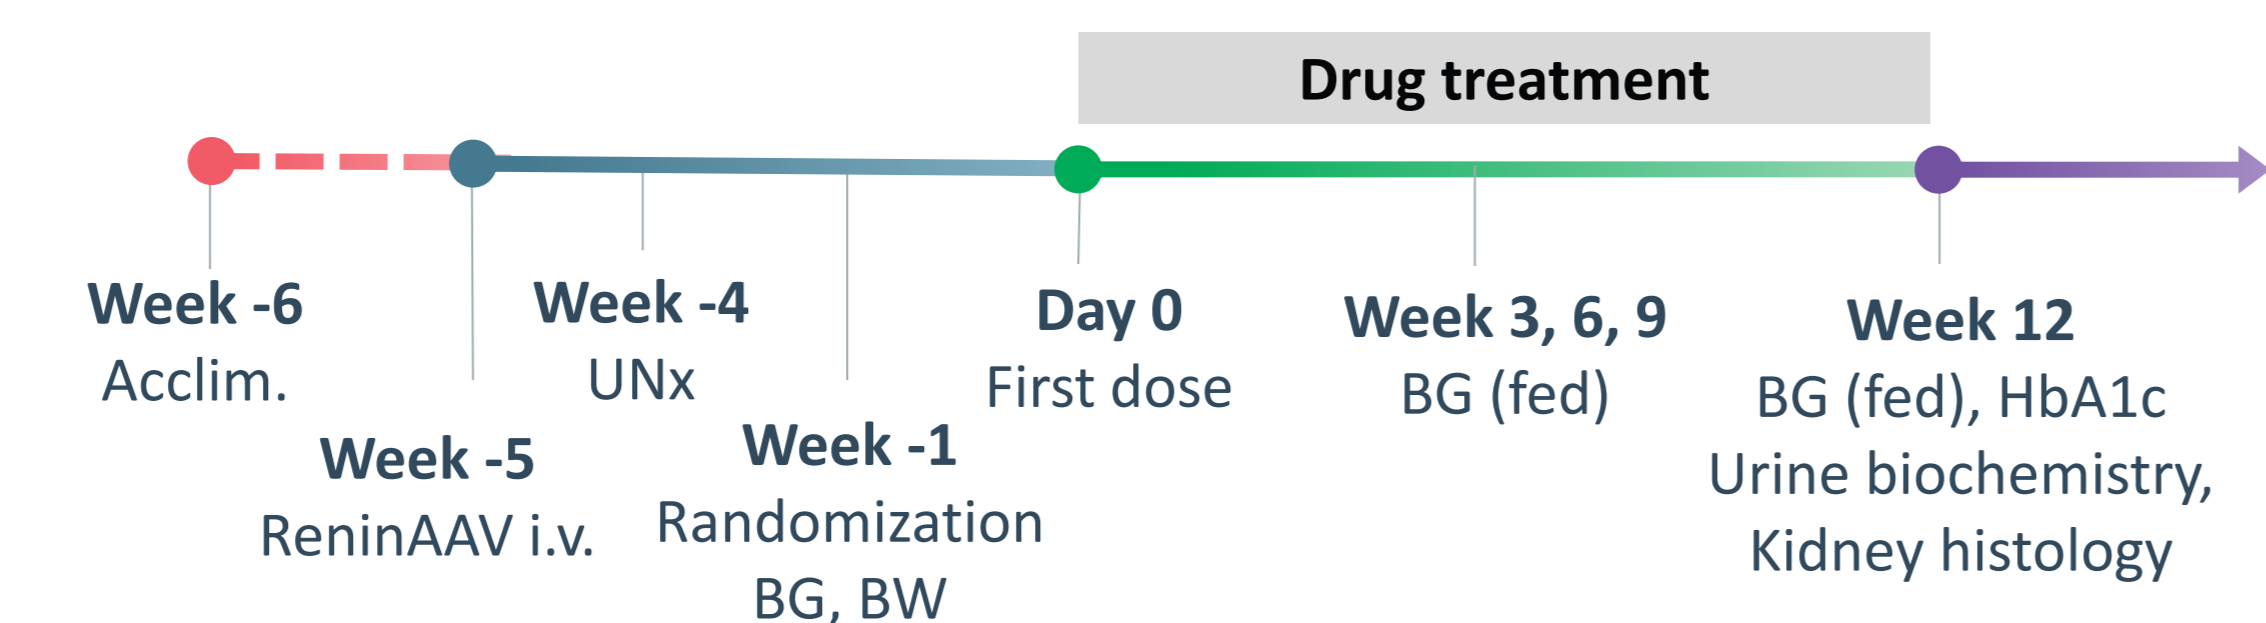 Drug treatment
Week -6
Acclim.
Week -5
ReninAAV i.v.
Week -4
UNx
Week -1
Randomization
BG, BW
Day 0
First dose
Week 3, 6, 9
BG (fed)
Week 12
BG (fed), HbA1c
Urine biochemistry,
Kidney histology